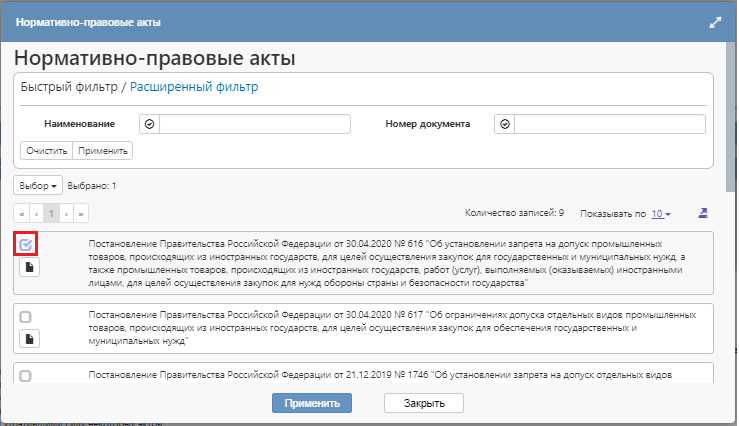 Нормативно-правовые акты
Нормативно-правовые акты
Быстрый фильтр / Расширенный фильтр
Наименование
Номер документа
Очистить Применить
Выбор Выбрано: 1
« ‹ 1 › » Количество записей: 9 Показывать по 10
Постановление Правительства Российской Федерации от 30.04.2020 № 616 "Об установлении запрета на допуск промышленных
товаров, происходящих из иностранных государств, для целей осуществления закупок для государственных и муниципальных нужд, а
также промышленных товаров, происходящих из иностранных государств, работ (услуг), выполняемых (оказываемых) иностранными
лицами, для целей осуществления закупок для нужд обороны страны и безопасности государства"
Постановление Правительства Российской Федерации от 30.04.2020 № 617 "Об ограничениях допуска отдельных видов промышленных
товаров, происходящих из иностранных государств, для целей осуществления закупок для обеспечения государственных и
муниципальных нужд"
Постановление Правительства Российской Федерации от 21.12.2019 № 1746 "Об установлении запрета на допуск отдельных видов
Применить Закрыть